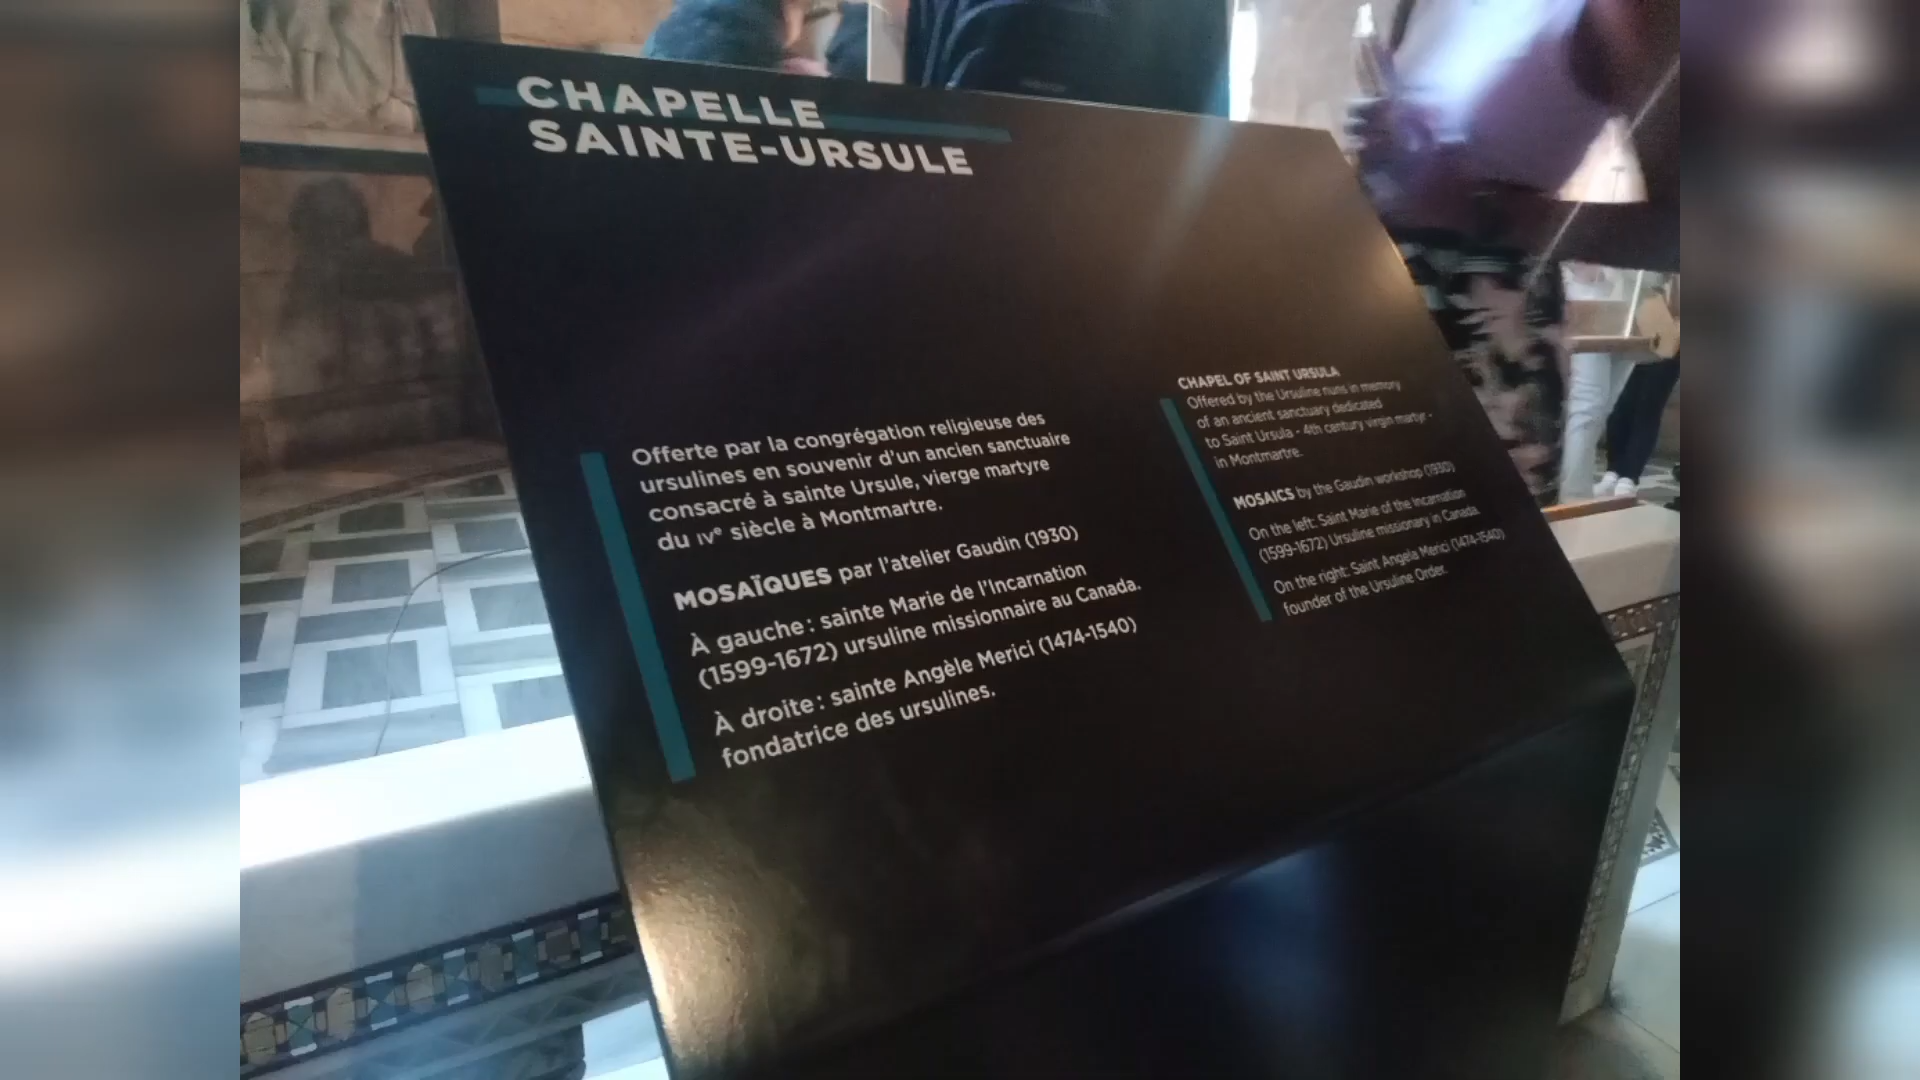 CHAPELLE
SAINTE-URSULE
Offerte par la congrégation religieuse des
ursulines en souvenir d'un ancien sanctuaire
consacré à sainte Ursule, vierge martyre
du IVe siècle à Montmartre.
MOSAÏQUES par l'atelier Gaudin (1930)
À gauche : sainte Marie de l'Incarnation
(1599-1672) ursuline missionnaire au Canada.
À droite : sainte Angèle Merici (1474-1540)
fondatrice des ursulines.
CHAPEL OF SAINT URSULA
Offered by the Ursuline nuns in memory
of an ancient sanctuary dedicated
to Saint Ursula - 4th century virgin martyr -
in Montmartre.
MOSAICS by the Gaudin workshop (1930)
On the left: Saint Marie of the Incarnation
(1599-1672) Ursuline missionary in Canada.
On the right: Saint Angela Merici (1474-1540)
founder of the Ursuline Order.